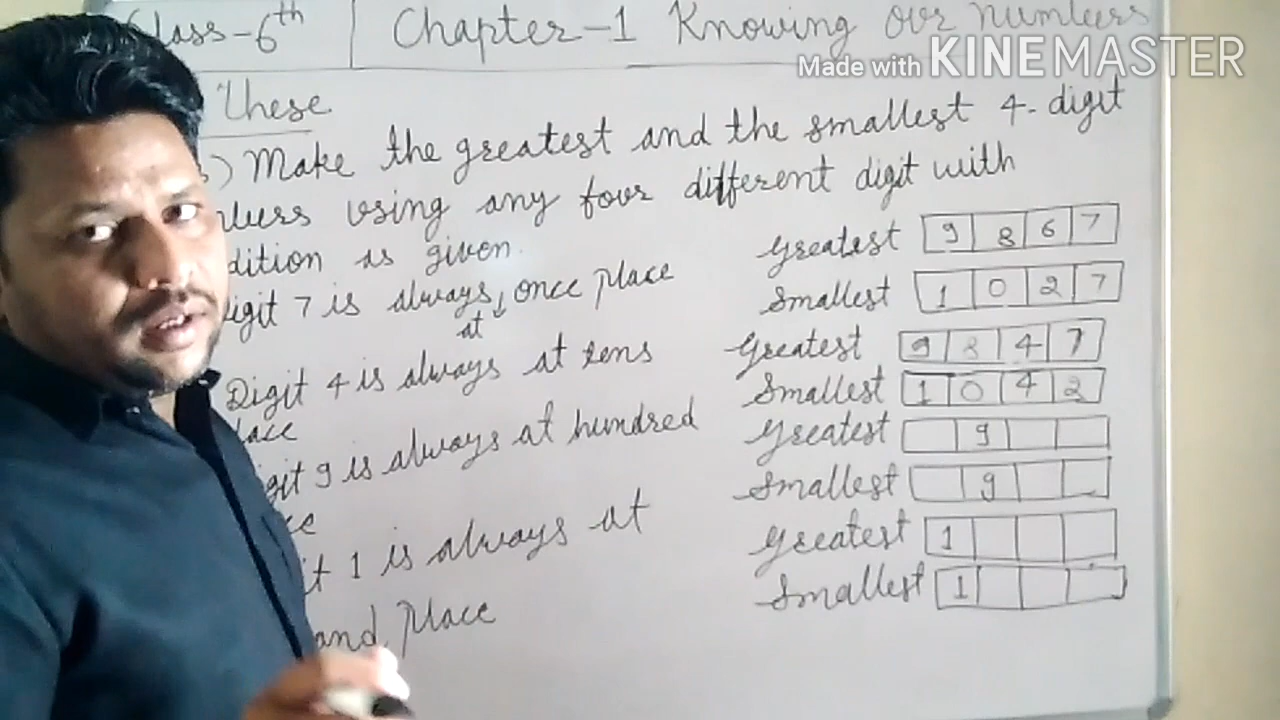 Class-6th | Chapter-1 Knowing our Numbers
Made with KINEMASTER
These
) Make the greatest and the smallest 4-digit
using any four different digit with
as given.
7 is always at once place
Digit 4 is always at tens
9 is always at hundred
1 is always at
Place
Greatest 9 8 6 7
Smallest 1 0 2 7
Greatest 9 8 4 7
Smallest 1 0 4 2
Greatest 9
Smallest 9
Greatest 1
Smallest 1